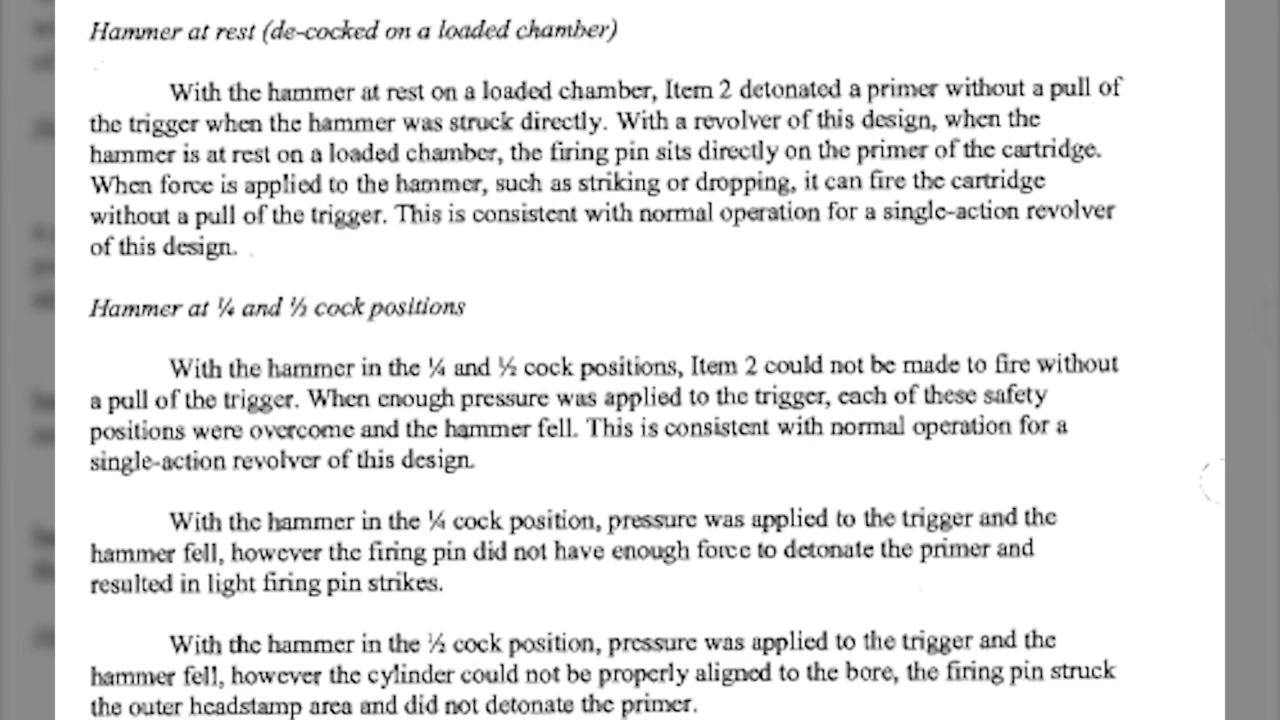 Hammer at rest (de-cocked on a loaded chamber)
With the hammer at rest on a loaded chamber, Item 2 detonated a primer without a pull of
the trigger when the hammer was struck directly. With a revolver of this design, when the
hammer is at rest on a loaded chamber, the firing pin sits directly on the primer of the cartridge.
When force is applied to the hammer, such as striking or dropping, it can fire the cartridge
without a pull of the trigger. This is consistent with normal operation for a single-action revolver
of this design.
Hammer at ¼ and ½ cock positions
With the hammer in the ¼ and ½ cock positions, Item 2 could not be made to fire without
a pull of the trigger. When enough pressure was applied to the trigger, each of these safety
positions were overcome and the hammer fell. This is consistent with normal operation for a
single-action revolver of this design.
With the hammer in the ¼ cock position, pressure was applied to the trigger and the
hammer fell, however the firing pin did not have enough force to detonate the primer and
resulted in light firing pin strikes.
With the hammer in the ½ cock position, pressure was applied to the trigger and the
hammer fell, however the cylinder could not be properly aligned to the bore, the firing pin struck
the outer headstamp area and did not detonate the primer.